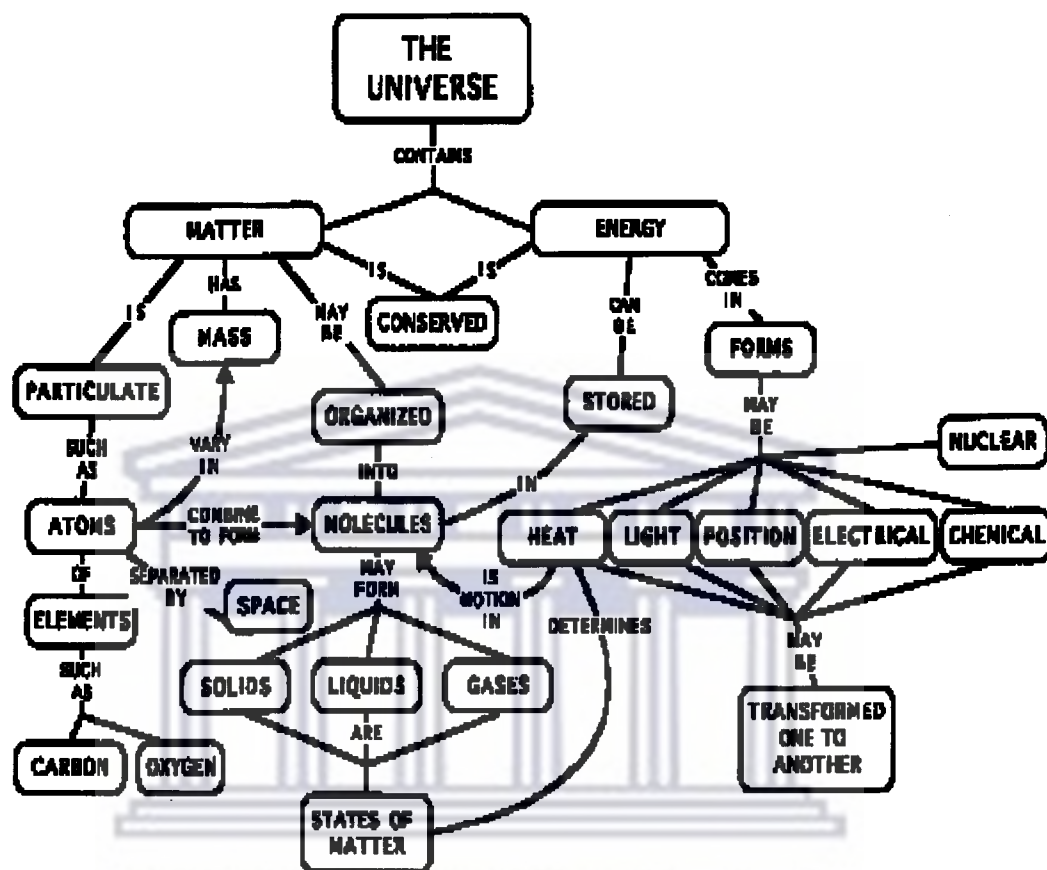 THE
UNIVERSE
CONTAINS
MATTER
ENERGY
IS
HAS
MAY
BE
IS
IS
CAN
BE
COMES
IN
MASS
CONSERVED
FORMS
PARTICULATE
ORGANIZED
STORED
MAY
BE
NUCLEAR
SUCH
AS
VARY
IN
INTO
IN
ATOMS
COMBINE
TO FORM
MOLECULES
HEAT
LIGHT
POSITION
ELECTRICAL
CHEMICAL
OF
SEPARATED
BY
MAY
FORM
IS
MOTION
IN
ELEMENTS
SPACE
DETERMINES
MAY
BE
SUCH
AS
SOLIDS
LIQUIDS
GASES
ARE
TRANSFORMED
ONE TO
ANOTHER
CARBON
OXYGEN
STATES OF
MATTER